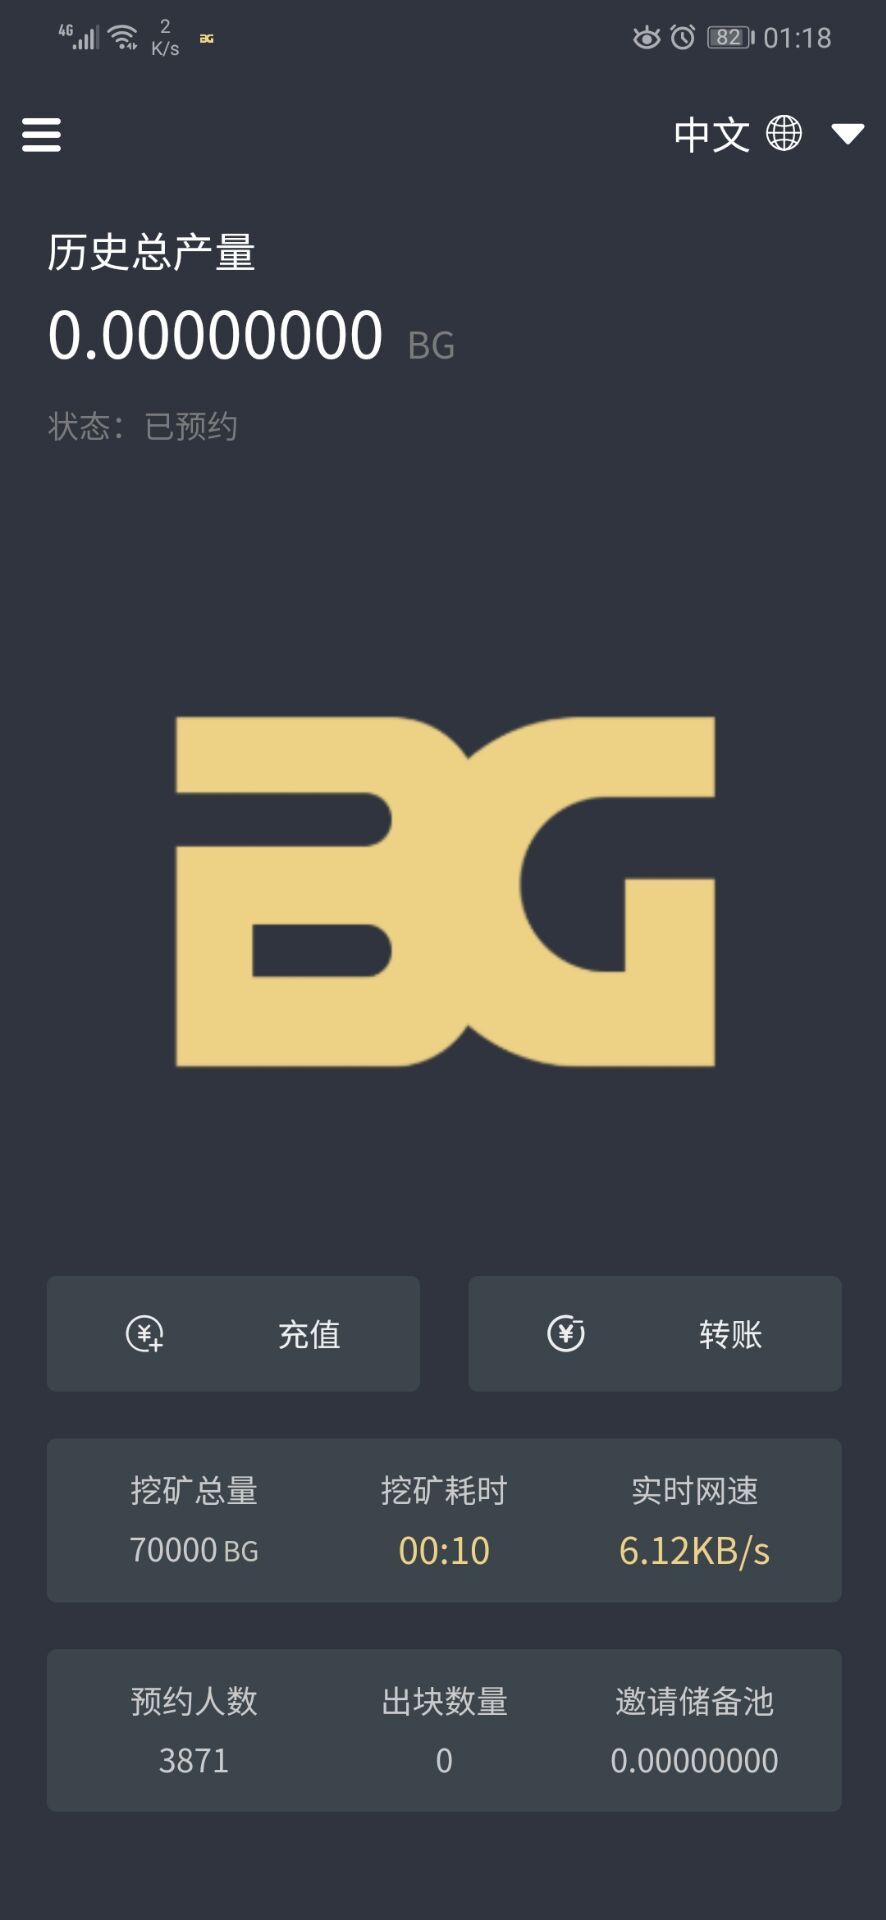 4G 2 K/s BG 82 01:18
中文
历史总产量
0.00000000 BG
状态：已预约
BG
充值 转账
挖矿总量 挖矿耗时 实时网速
70000 BG 00:10 6.12KB/s
预约人数 出块数量 邀请储备池
3871 0 0.00000000